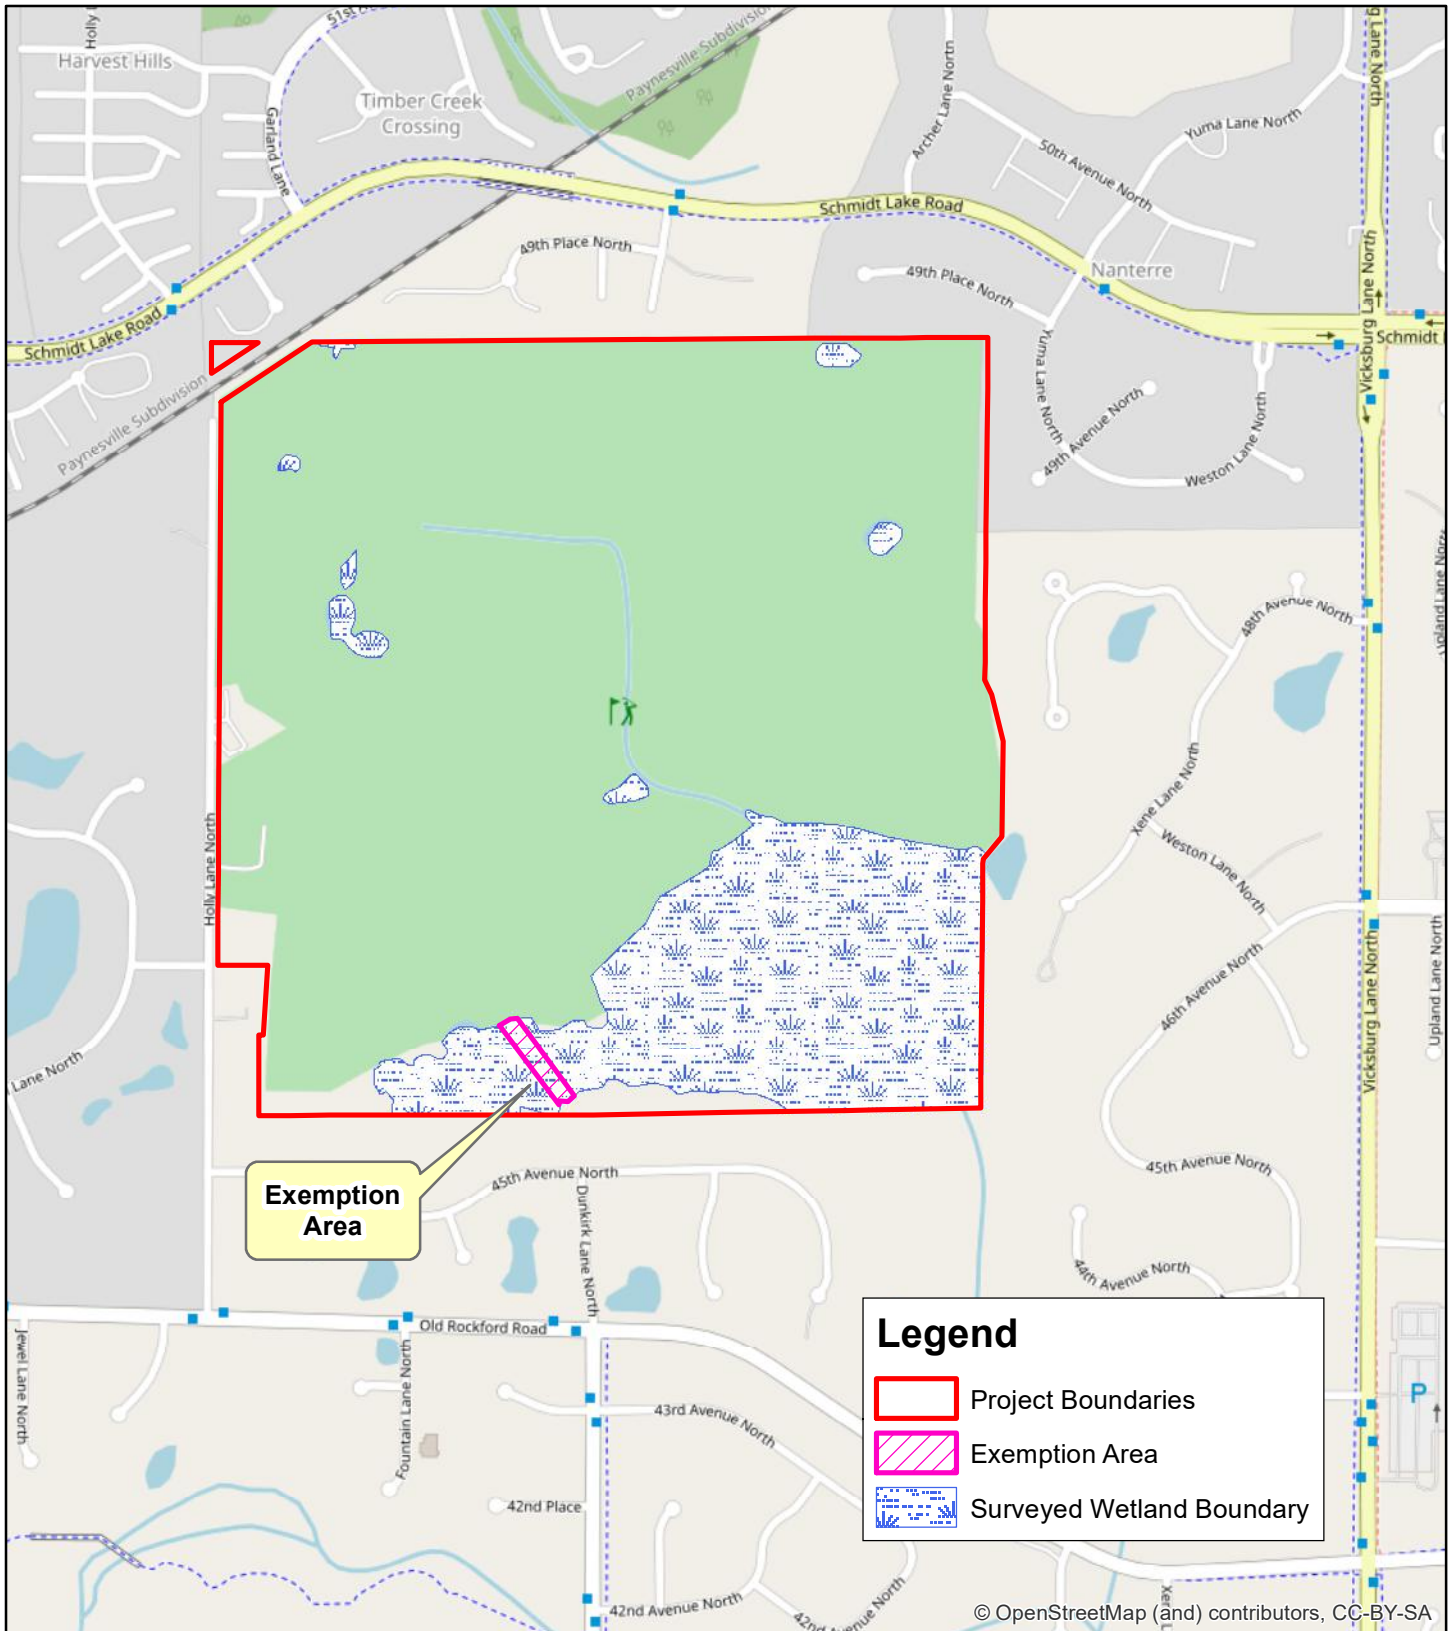 Holly
51st
Harvest Hills
Timber Creek
Crossing
Garland Lane
Paynesville Subdivision
Archer Lane North
Yuma Lane North
50th Avenue North
Schmidt Lake Road
49th Place North
49th Place North
Nanterre
Vicksburg Lane North
Schmidt Lake Road
Schmidt
Paynesville Subdivision
Yuma Lane North
49th Avenue North
Weston Lane North
48th Avenue North
Xene Lane North
Weston Lane North
Holly Lane North
46th Avenue North
Upland Lane North
Vicksburg Lane North
Lane North
45th Avenue North
Exemption
Area
45th Avenue North
Dunkirk Lane North
44th Avenue North
Old Rockford Road
Jewel Lane North
Fountain Lane North
43rd Avenue North
42nd Place
42nd Avenue North
42nd Avenue North
P
Legend
Project Boundaries
Exemption Area
Surveyed Wetland Boundary
© OpenStreetMap (and) contributors, CC-BY-SA